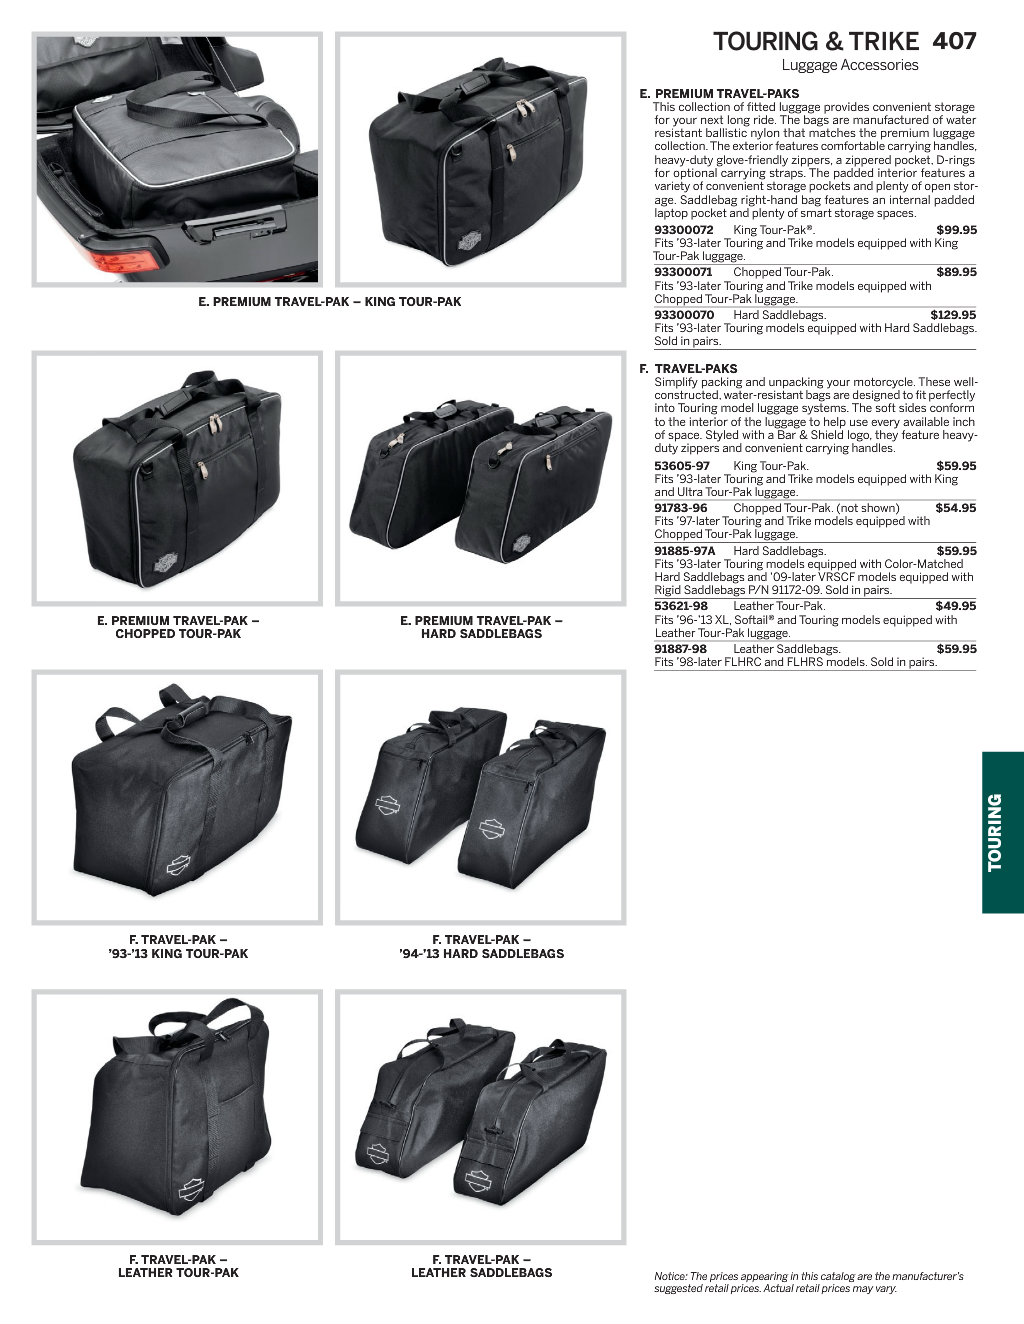 TOURING & TRIKE 407
Luggage Accessories
E. PREMIUM TRAVEL-PAK – KING TOUR-PAK
E. PREMIUM TRAVEL-PAK –
CHOPPED TOUR-PAK
E. PREMIUM TRAVEL-PAK –
HARD SADDLEBAGS
F. TRAVEL-PAK –
’93-’13 KING TOUR-PAK
F. TRAVEL-PAK –
’94-’13 HARD SADDLEBAGS
F. TRAVEL-PAK –
LEATHER TOUR-PAK
F. TRAVEL-PAK –
LEATHER SADDLEBAGS
E. PREMIUM TRAVEL-PAKS
This collection of fitted luggage provides convenient storage
for your next long ride. The bags are manufactured of water
resistant ballistic nylon that matches the premium luggage
collection. The exterior features comfortable carrying handles,
heavy-duty glove-friendly zippers, a zippered pocket, D-rings
for optional carrying straps. The padded interior features a
variety of convenient storage pockets and plenty of open stor-
age. Saddlebag right-hand bag features an internal padded
laptop pocket and plenty of smart storage spaces.
93300072 King Tour-Pak®. $99.95
Fits ’93-later Touring and Trike models equipped with King
Tour-Pak luggage.
93300071 Chopped Tour-Pak. $89.95
Fits ’93-later Touring and Trike models equipped with
Chopped Tour-Pak luggage.
93300070 Hard Saddlebags. $129.95
Fits ’93-later Touring models equipped with Hard Saddlebags.
Sold in pairs.
F. TRAVEL-PAKS
Simplify packing and unpacking your motorcycle. These well-
constructed, water-resistant bags are designed to fit perfectly
into Touring model luggage systems. The soft sides conform
to the interior of the luggage to help use every available inch
of space. Styled with a Bar & Shield logo, they feature heavy-
duty zippers and convenient carrying handles.
53605-97 King Tour-Pak. $59.95
Fits ’93-later Touring and Trike models equipped with King
and Ultra Tour-Pak luggage.
91783-96 Chopped Tour-Pak. (not shown) $54.95
Fits ’97-later Touring and Trike models equipped with
Chopped Tour-Pak luggage.
91885-97A Hard Saddlebags. $59.95
Fits ’93-later Touring models equipped with Color-Matched
Hard Saddlebags and ’09-later VRSCF models equipped with
Rigid Saddlebags P/N 91172-09. Sold in pairs.
53621-98 Leather Tour-Pak. $49.95
Fits ’96-’13 XL, Softail® and Touring models equipped with
Leather Tour-Pak luggage.
91887-98 Leather Saddlebags. $59.95
Fits ’98-later FLHRC and FLHRS models. Sold in pairs.
TOURING
Notice: The prices appearing in this catalog are the manufacturer’s
suggested retail prices. Actual retail prices may vary.